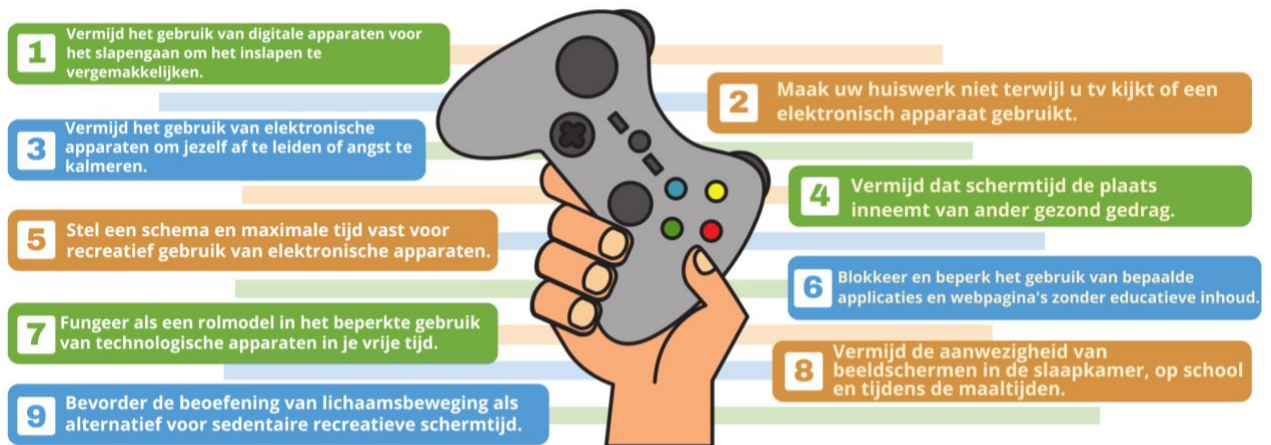 1
Vermijd het gebruik van digitale apparaten voor
het slapengaan om het inslapen te
vergemakkelijken.
2
Maak uw huiswerk niet terwijl u tv kijkt of een
elektronisch apparaat gebruikt.
3
Vermijd het gebruik van elektronische
apparaten om jezelf af te leiden of angst te
kalmeren.
4
Vermijd dat schermtijd de plaats
inneemt van ander gezond gedrag.
5
Stel een schema en maximale tijd vast voor
recreatief gebruik van elektronische apparaten.
6
Blokkeer en beperk het gebruik van bepaalde
applicaties en webpagina's zonder educatieve inhoud.
7
Fungeer als een rolmodel in het beperkte gebruik
van technologische apparaten in je vrije tijd.
8
Vermijd de aanwezigheid van
beeldschermen in de slaapkamer, op school
en tijdens de maaltijden.
9
Bevorder de beoefening van lichaamsbeweging als
alternatief voor sedentaire recreatieve schermtijd.